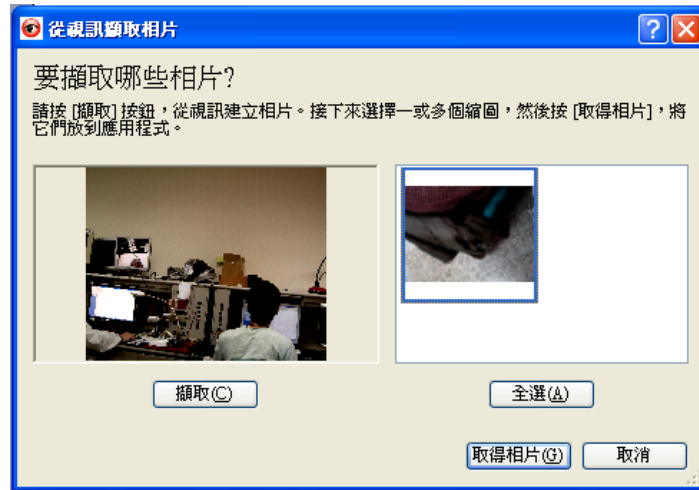 從視訊擷取相片
要擷取哪些相片?
請按 [擷取] 按鈕，從視訊建立相片。接下來選擇一或多個縮圖，然後按 [取得相片]，將
它們放到應用程式。
擷取(C)
全選(A)
取得相片(G)
取消